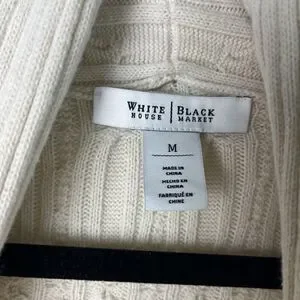 WHITE | BLACK
HOUSE | MARKET
M
MADE IN
CHINA
HECHO EN
CHINA
FABRIQUÉ EN
CHINE